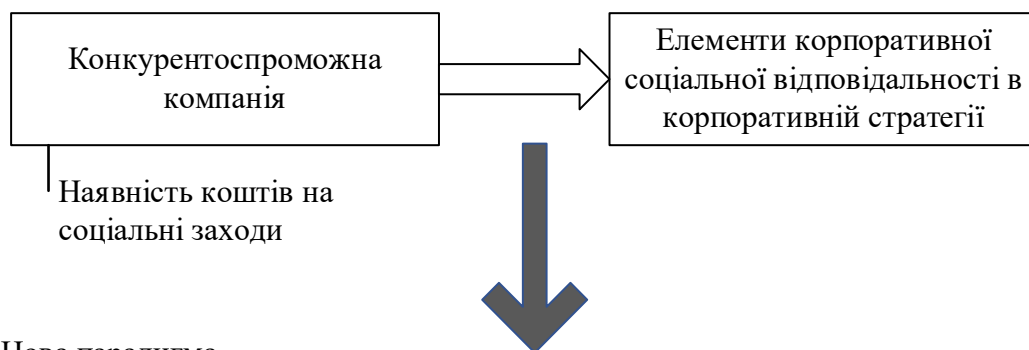 Конкурентоспроможна
компанія
Елементи корпоративної
соціальної відповідальності в
корпоративній стратегії
Наявність коштів на
соціальні заходи